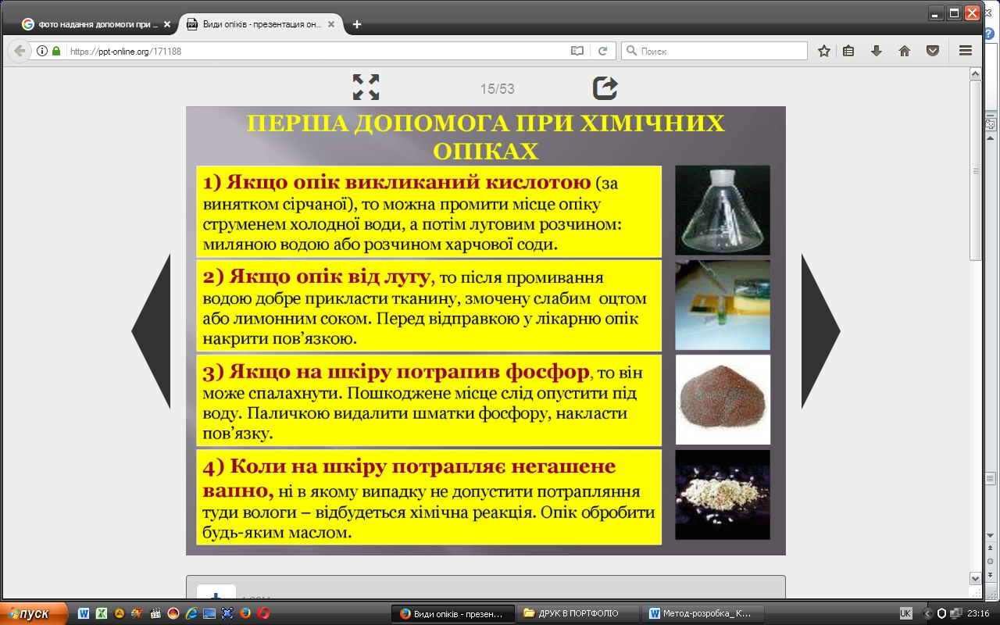 фото надання допомоги при ...
Види опіків - презентация он...
https://ppt-online.org/171188
Поиск
15/53
ПЕРША ДОПОМОГА ПРИ ХІМІЧНИХ
ОПІКАХ
1) Якщо опік викликаний кислотою (за
винятком сірчаної), то можна промити місце опіку
струменем холодної води, а потім луговим розчином:
миляною водою або розчином харчової соди.
2) Якщо опік від лугу, то після промивання
водою добре прикласти тканину, змочену слабим оцтом
або лимонним соком. Перед відправкою у лікарню опік
накрити пов’язкою.
3) Якщо на шкіру потрапив фосфор, то він
може спалахнути. Пошкоджене місце слід опустити під
воду. Паличкою видалити шматки фосфору, накласти
пов’язку.
4) Коли на шкіру потрапляє негашене
вапно, ні в якому випадку не допустити потрапляння
туди вологи – відбудеться хімічна реакція. Опік обробити
будь-яким маслом.
пуск
Види опіків - презен...
ДРУК В ПОРТФОЛІО
Метод-розробка_ К...
UK
23:16